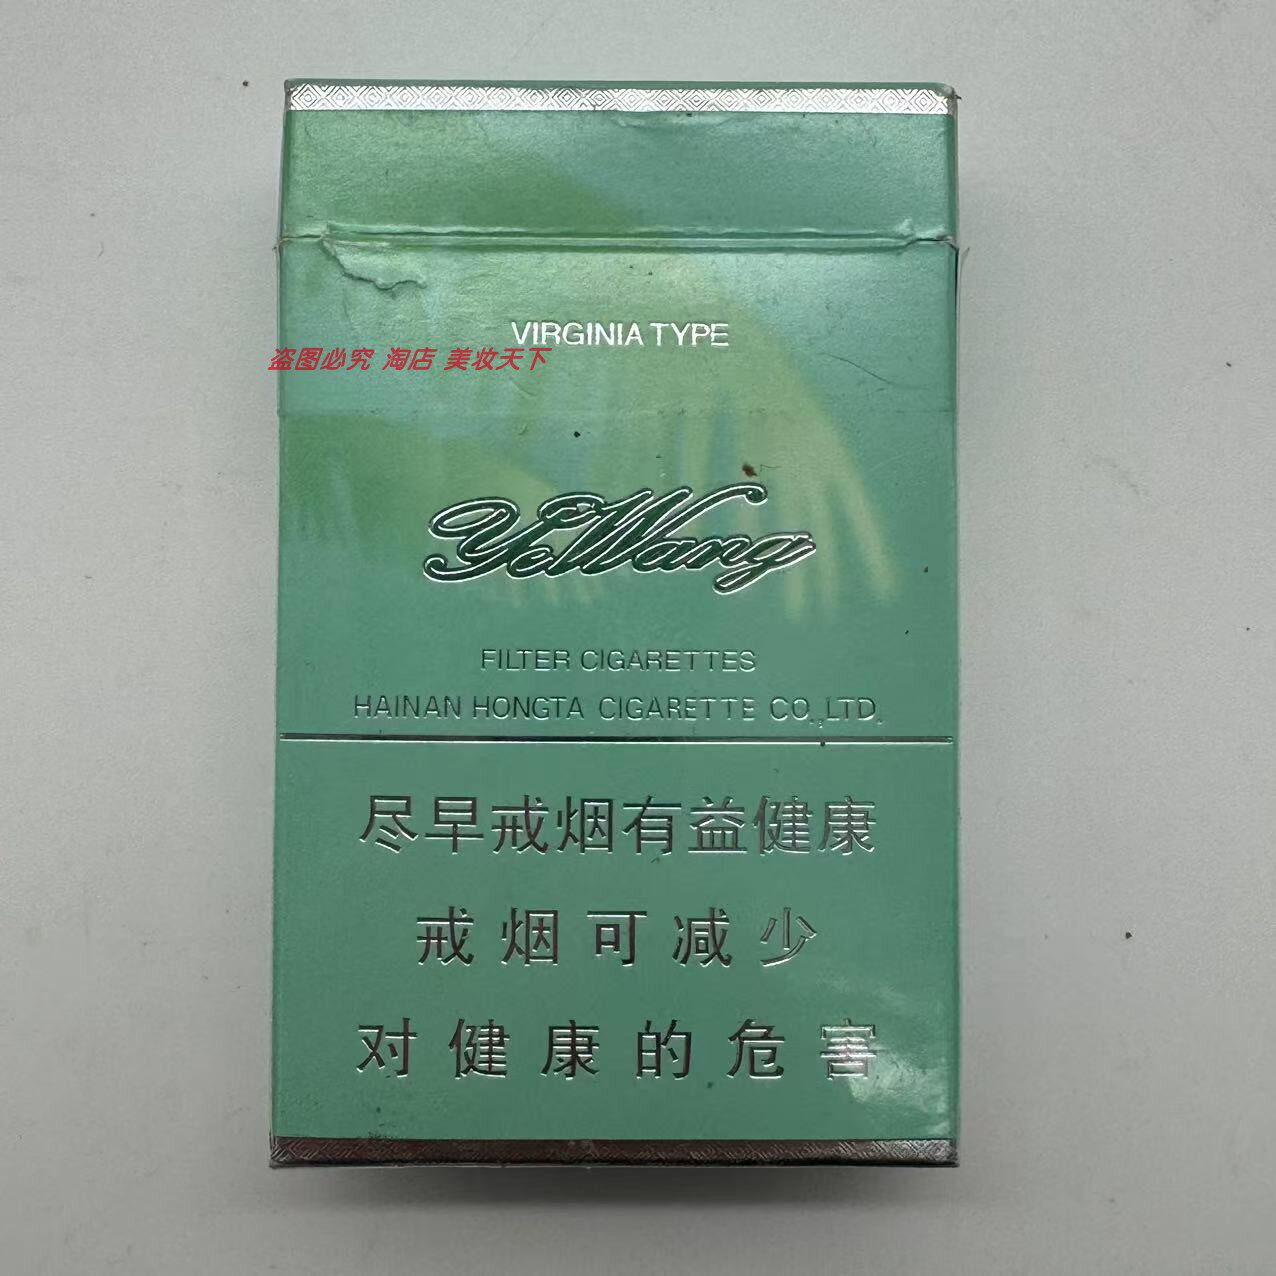 VIRGINIA TYPE
盗图必究 淘店 美妆天下
YeWang
FILTER CIGARETTES
HAINAN HONGTA CIGARETTE CO.,LTD.
尽早戒烟有益健康
戒烟可减少
对健康的危害